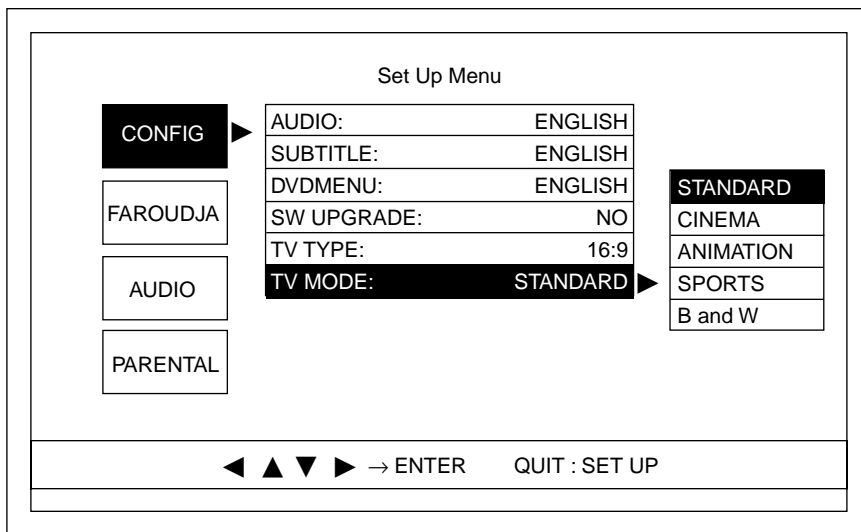 Set Up Menu
CONFIG ▶
FAROUDJA
AUDIO
PARENTAL
AUDIO: ENGLISH
SUBTITLE: ENGLISH
DVDMENU: ENGLISH
SW UPGRADE: NO
TV TYPE: 16:9
TV MODE: STANDARD ▶
STANDARD
CINEMA
ANIMATION
SPORTS
B and W
◀ ▲ ▼ ▶ → ENTER QUIT : SET UP